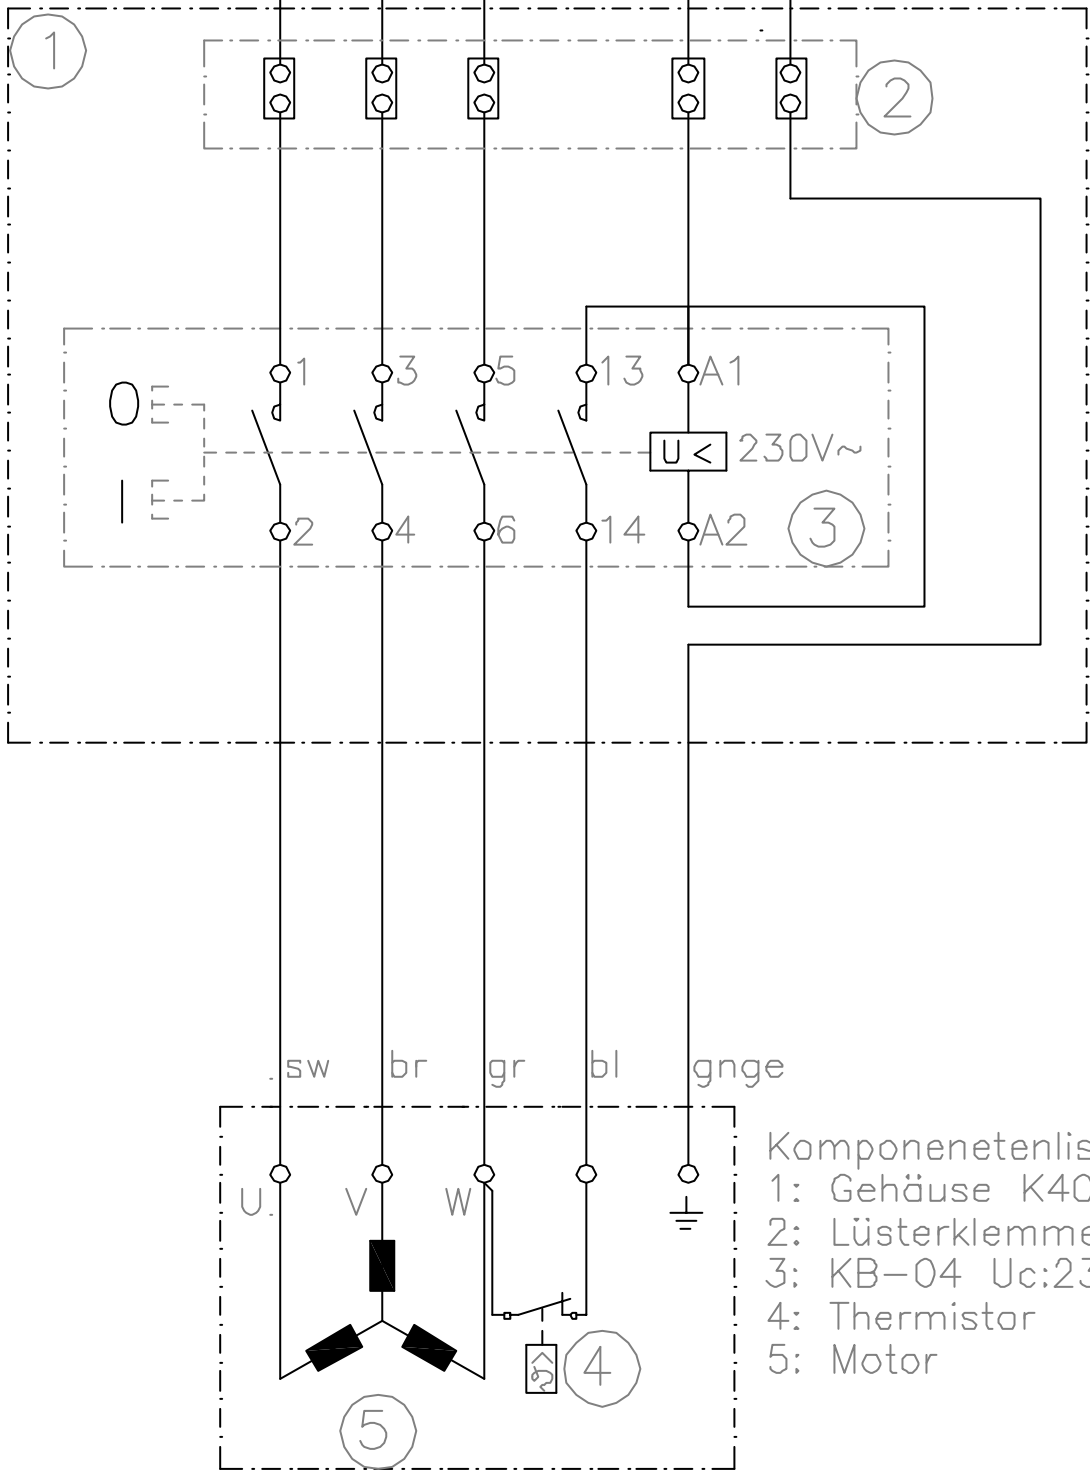 1
2
1 3 5 13 A1
O
U < 230V~
I
2 4 6 14 A2
3
sw br gr bl gnge
U V W
Komponenetenlis
1: Gehäuse K40
2: Lüsterklemme
3: KB-04 Uc:23
4: Thermistor
5: Motor
4
5